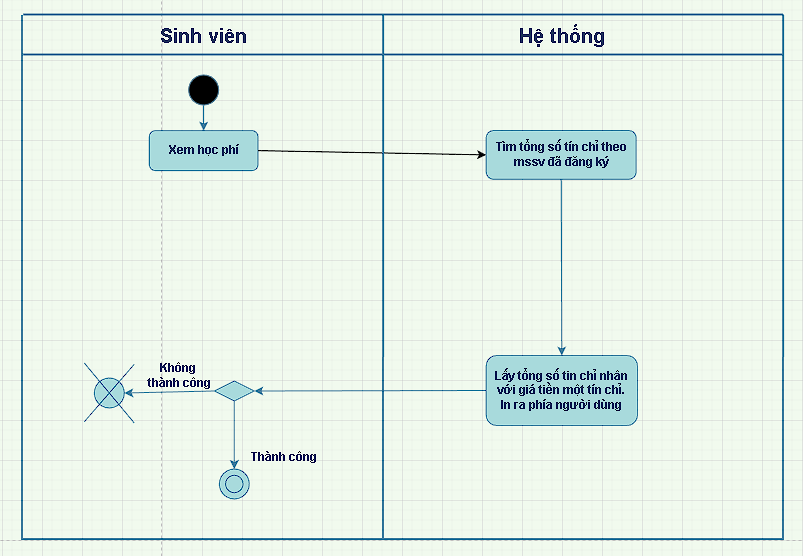 Sinh viên
Hệ thống
Xem học phí
Tìm tổng số tín chỉ theo
mssv đã đăng ký
Lấy tổng số tin chỉ nhân
với giá tiền một tín chỉ.
In ra phía người dùng
Không
thành công
Thành công